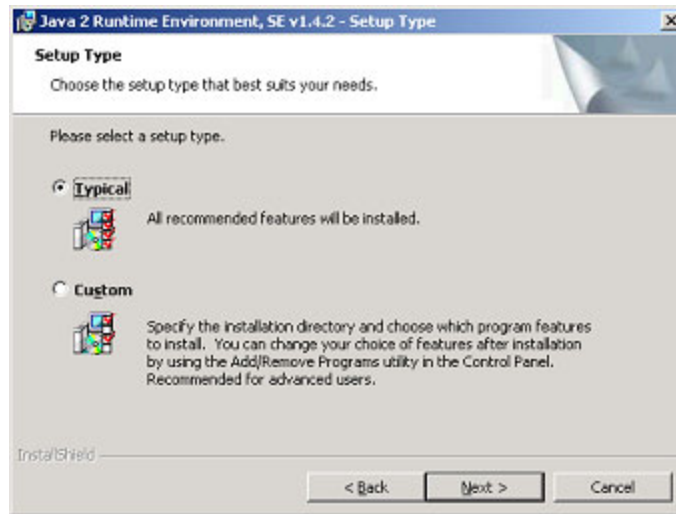 Java 2 Runtime Environment, SE v1.4.2 - Setup Type
Setup Type
Choose the setup type that best suits your needs.
Please select a setup type.
Typical
All recommended features will be installed.
Custom
Specify the installation directory and choose which program features
to install. You can change your choice of features after installation
by using the Add/Remove Programs utility in the Control Panel.
Recommended for advanced users.
InstallShield
< Back
Next >
Cancel